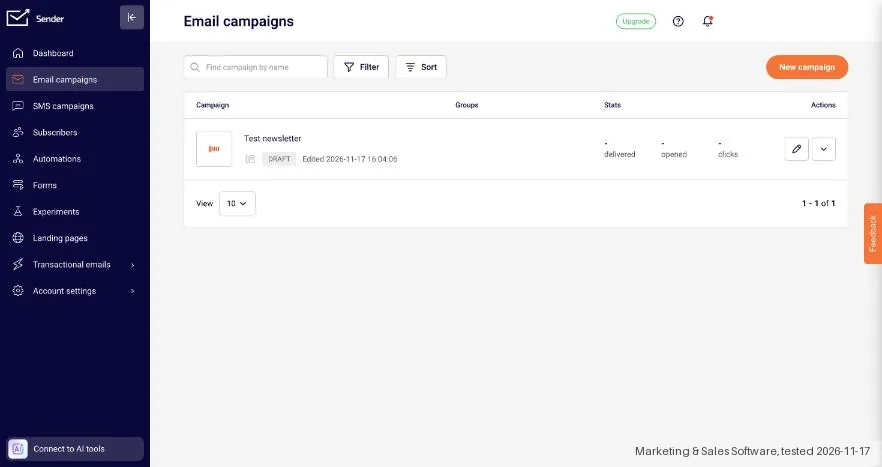 Sender
Email campaigns
Upgrade
Dashboard
Email campaigns
SMS campaigns
Subscribers
Automations
Forms
Experiments
Landing pages
Transactional emails
Account settings
AI
Connect to AI tools
Find campaign by name
Filter
Sort
New campaign
Campaign
Groups
Stats
Actions
Test newsletter
DRAFT Edited 2026-11-17 16:04:06
- - -
delivered opened clicks
View 10
1 - 1 of 1
Feedback
Marketing & Sales Software, tested 2026-11-17